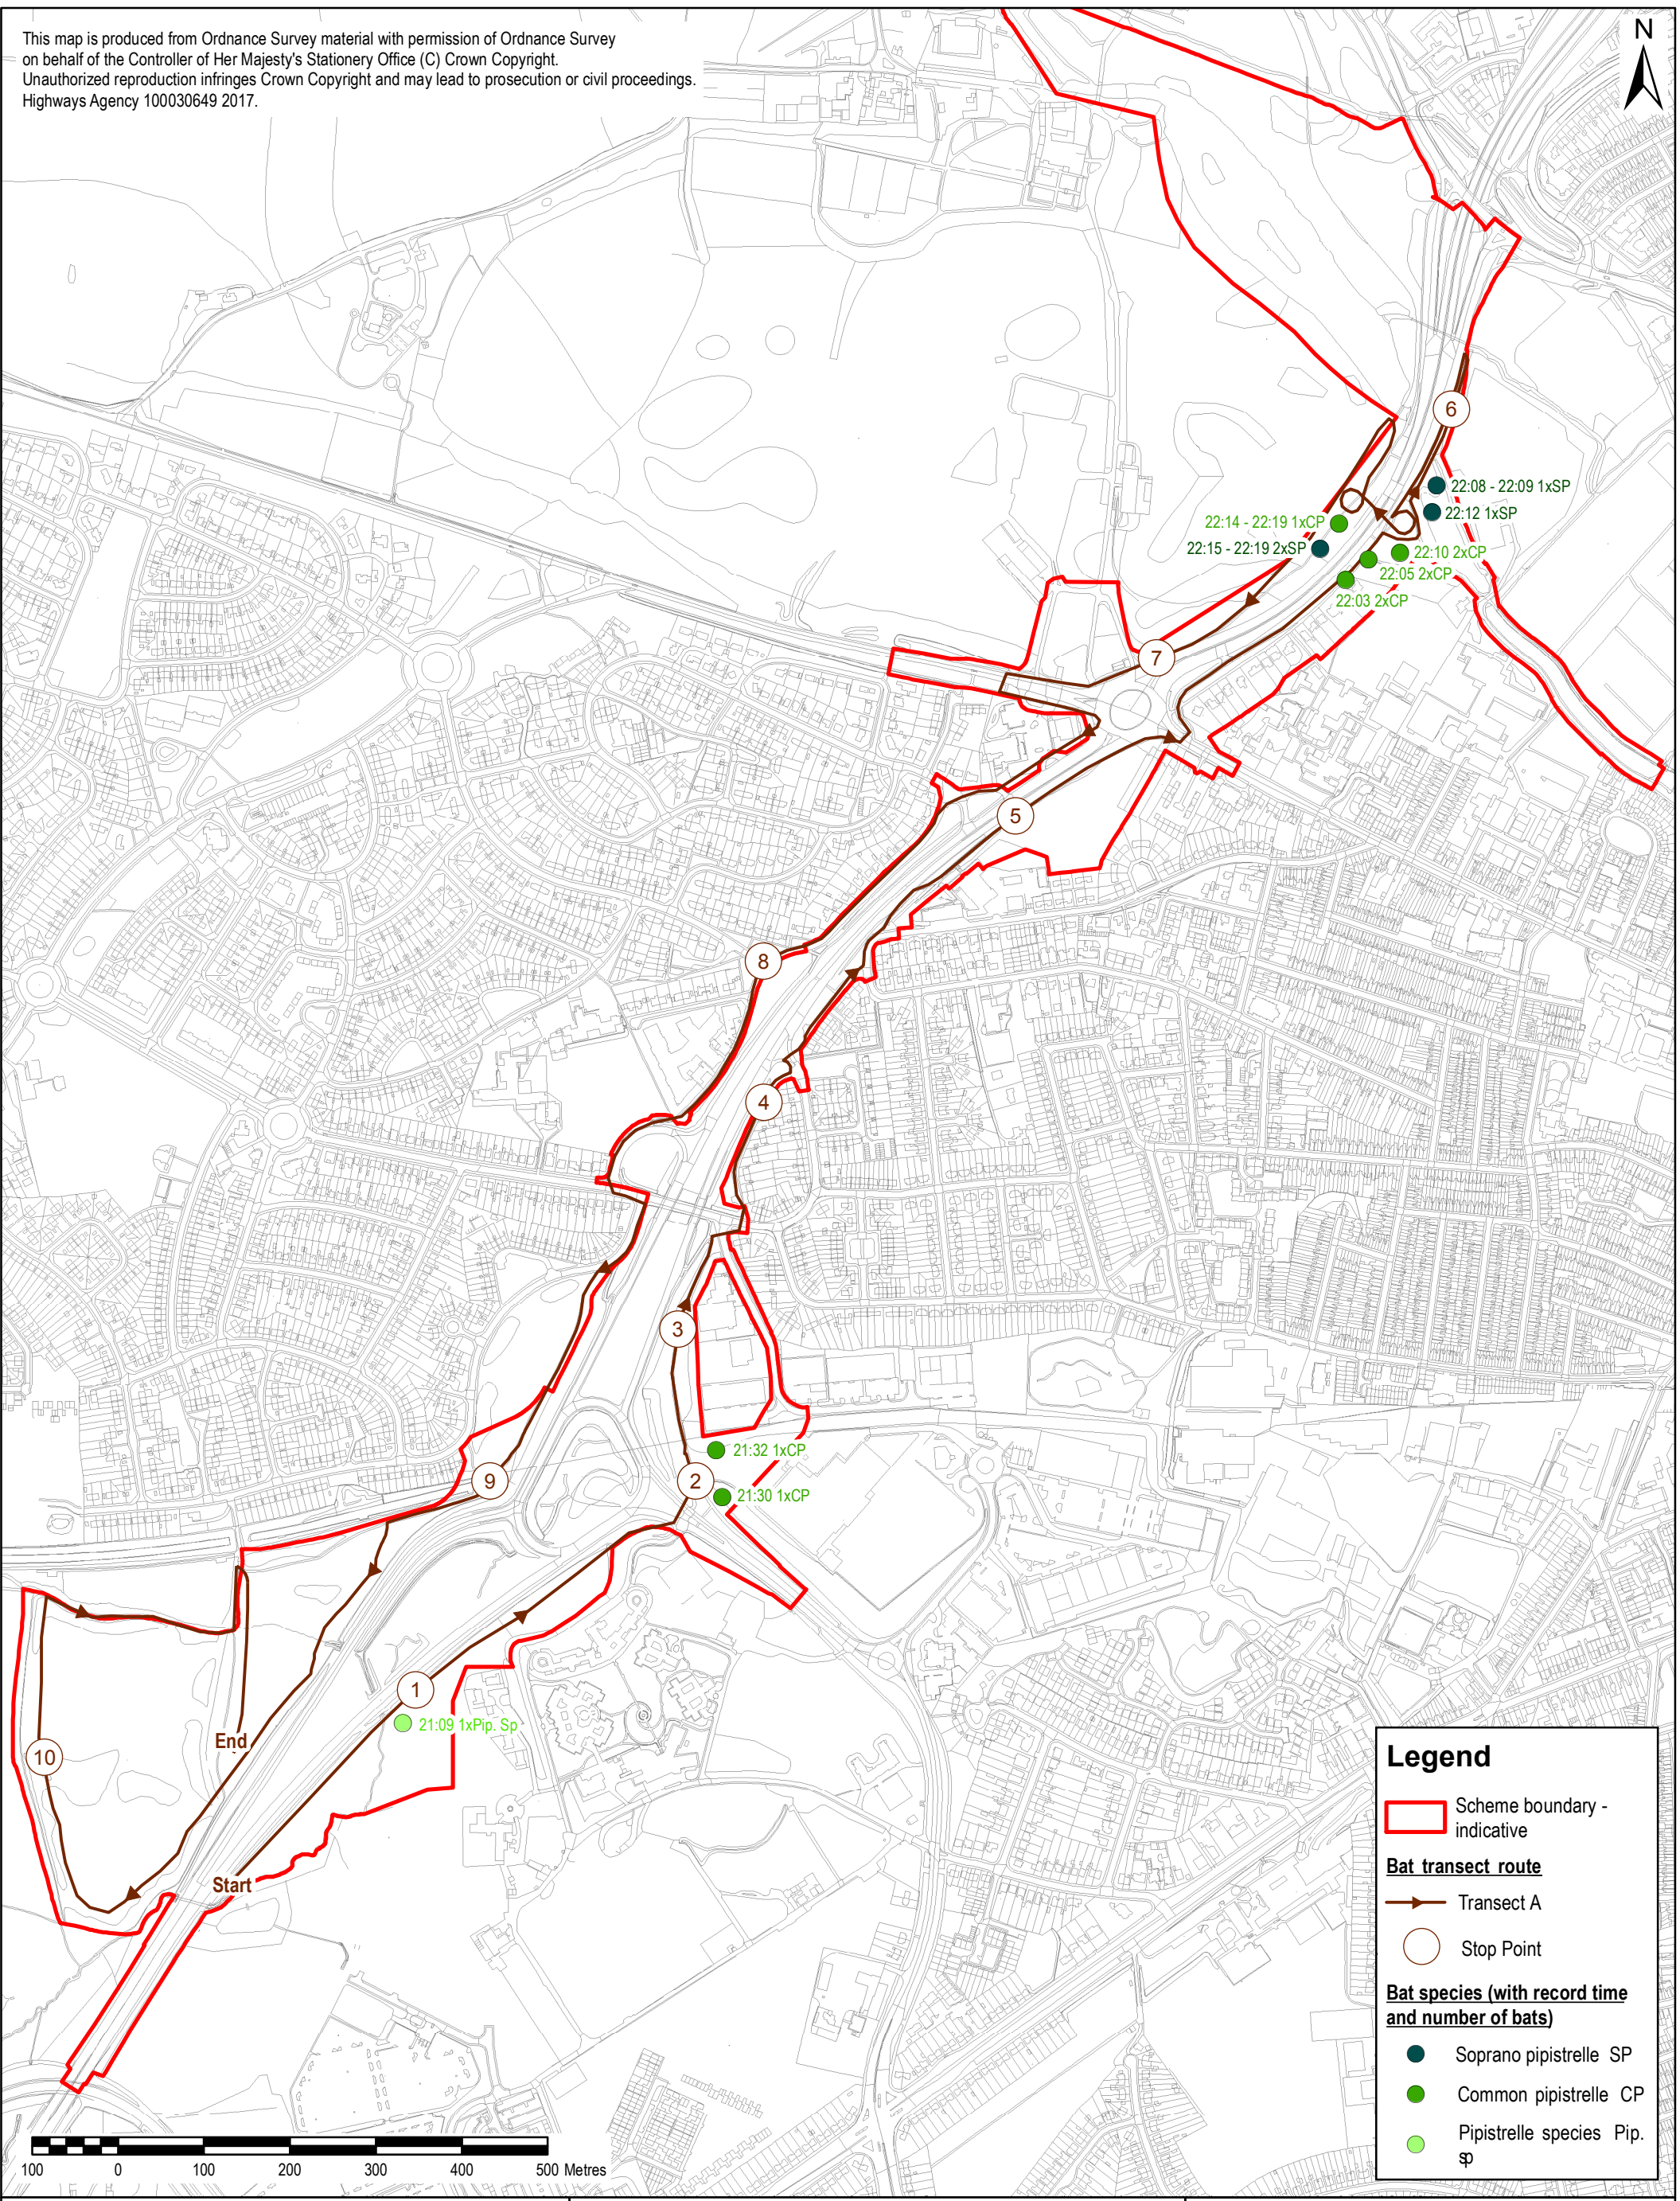 This map is produced from Ordnance Survey material with permission of Ordnance Survey
on behalf of the Controller of Her Majesty's Stationery Office (C) Crown Copyright.
Unauthorized reproduction infringes Crown Copyright and may lead to prosecution or civil proceedings.
Highways Agency 100030649 2017.
N
6
22:08 - 22:09 1xSP
22:12 1xSP
22:14 - 22:19 1xCP
22:15 - 22:19 2xSP
22:10 2xCP
22:05 2xCP
22:03 2xCP
7
5
8
4
3
21:32 1xCP
9
2
21:30 1xCP
1
21:09 1xPip. Sp
End
10
Start
Legend
Scheme boundary -
indicative
Bat transect route
Transect A
Stop Point
Bat species (with record time
and number of bats)
Soprano pipistrelle SP
Common pipistrelle CP
Pipistrelle species Pip.
sp
100 0 100 200 300 400 500 Metres